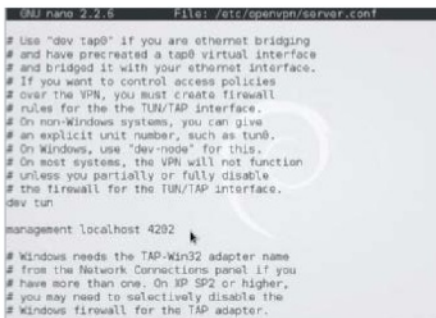 GNU nano 2.2.6 File: /etc/openvpn/server.conf
# Use "dev tap0" if you are ethernet bridging
# and have precreated a tap0 virtual interface
# and bridged it with your ethernet interface.
# If you want to control access policies
# over the VPN, you must create firewall
# rules for the the TUN/TAP interface.
# On non-Windows systems, you can give
# an explicit unit number, such as tun0.
# On Windows, use "dev-node" for this.
# On most systems, the VPN will not function
# unless you partially or fully disable
# the firewall for the TUN/TAP interface.
dev tun
management localhost 4202
# Windows needs the TAP-Win32 adapter name
# from the Network Connections panel if you
# have more than one. On XP SP2 or higher,
# you may need to selectively disable the
# Windows firewall for the TAP adapter.